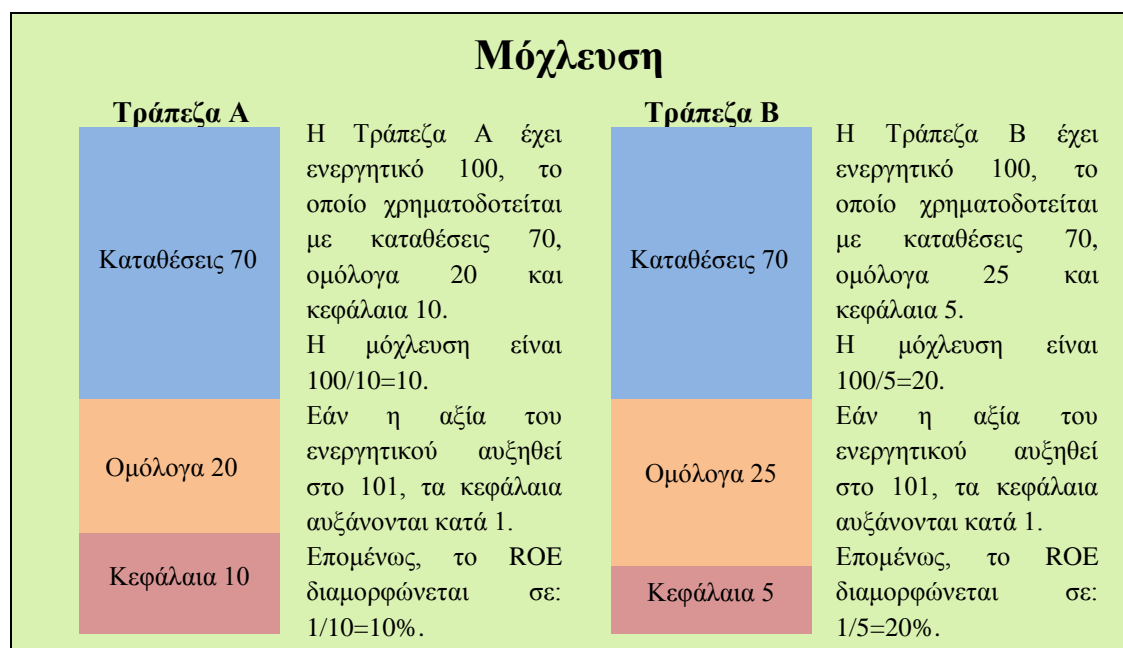 Μόχλευση
Τράπεζα Α
Καταθέσεις 70
Ομόλογα 20
Κεφάλαια 10
Η Τράπεζα Α έχει
ενεργητικό 100, το
οποίο χρηματοδοτείται
με καταθέσεις 70,
ομόλογα 20 και
κεφάλαια 10.
Η μόχλευση είναι
100/10=10.
Εάν η αξία του
ενεργητικού αυξηθεί
στο 101, τα κεφάλαια
αυξάνονται κατά 1.
Επομένως, το ROE
διαμορφώνεται σε:
1/10=10%.
Τράπεζα Β
Καταθέσεις 70
Ομόλογα 25
Κεφάλαια 5
Η Τράπεζα Β έχει
ενεργητικό 100, το
οποίο χρηματοδοτείται
με καταθέσεις 70,
ομόλογα 25 και
κεφάλαια 5.
Η μόχλευση είναι
100/5=20.
Εάν η αξία του
ενεργητικού αυξηθεί
στο 101, τα κεφάλαια
αυξάνονται κατά 1.
Επομένως, το ROE
διαμορφώνεται σε:
1/5=20%.